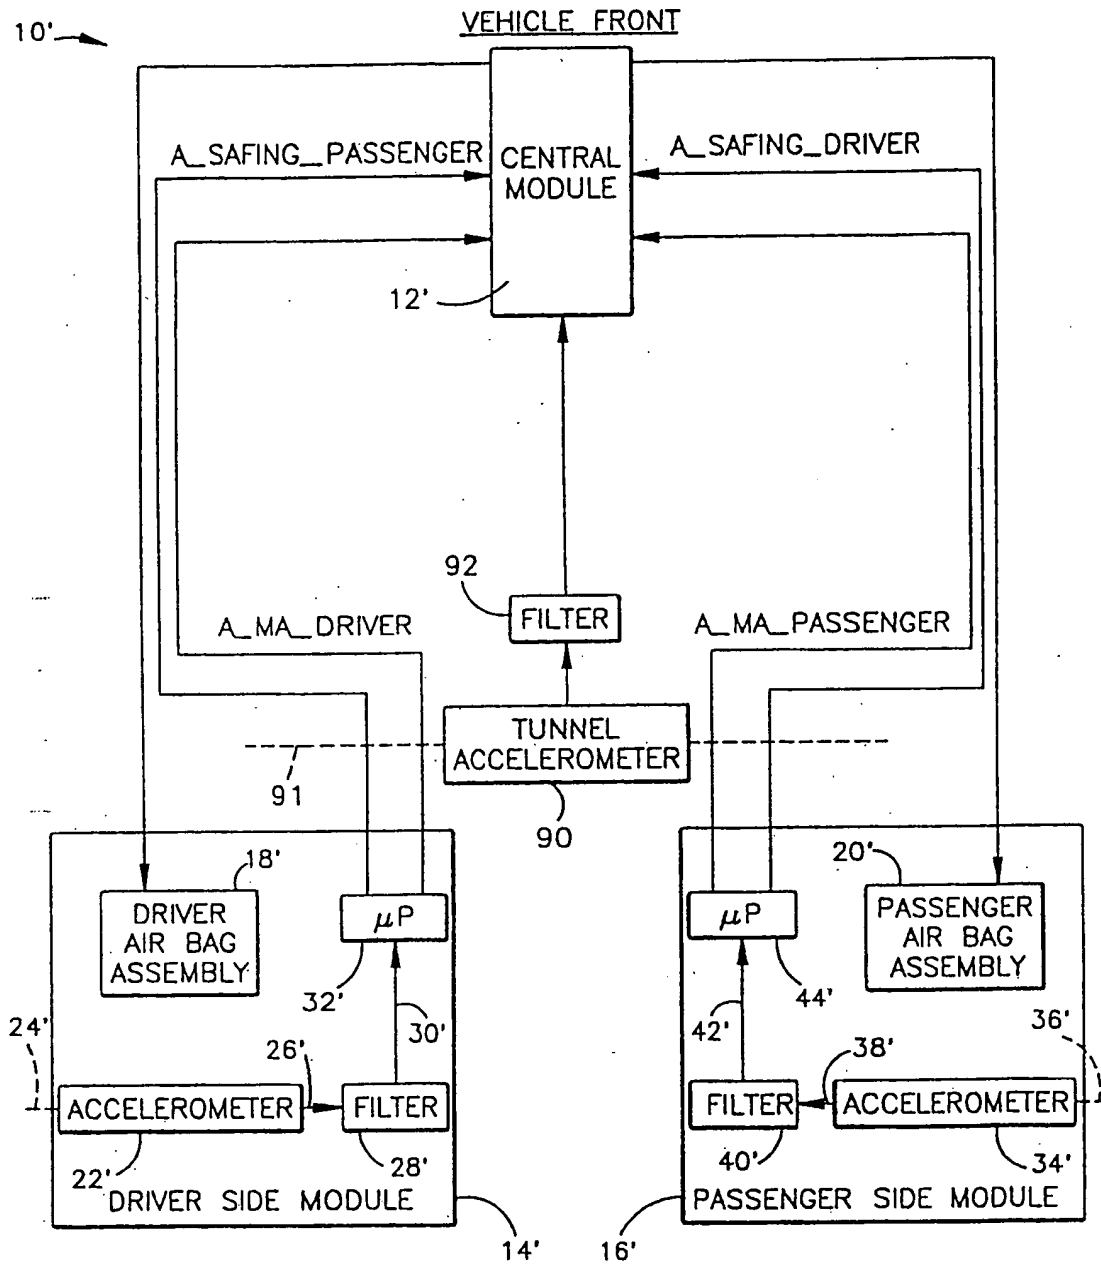 VEHICLE FRONT
10'
A_SAFING_PASSENGER
CENTRAL
MODULE
A_SAFING_DRIVER
12'
92
FILTER
A_MA_DRIVER
A_MA_PASSENGER
TUNNEL
ACCELEROMETER
91
90
18'
DRIVER
AIR BAG
ASSEMBLY
μP
32'
30'
24'
26'
ACCELEROMETER
FILTER
22'
28'
DRIVER SIDE MODULE
14'
20'
μP
PASSENGER
AIR BAG
ASSEMBLY
44'
42'
38'
36'
FILTER
ACCELEROMETER
40'
34'
PASSENGER SIDE MODULE
16'